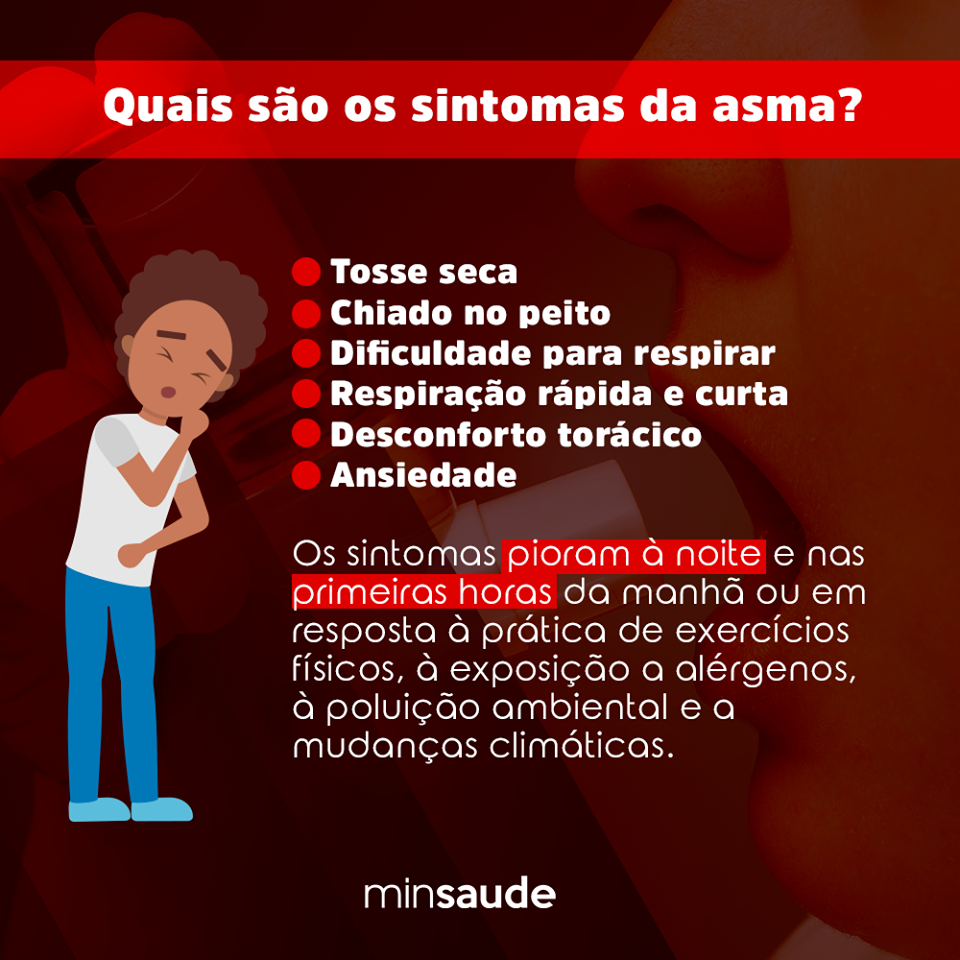 Quais são os sintomas da asma?
Tosse seca
Chiado no peito
Dificuldade para respirar
Respiração rápida e curta
Desconforto torácico
Ansiedade
Os sintomas pioram à noite e nas
primeiras horas da manhã ou em
resposta à prática de exercícios
físicos, à exposição a alérgenos,
à poluição ambiental e a
mudanças climáticas.
minsaude